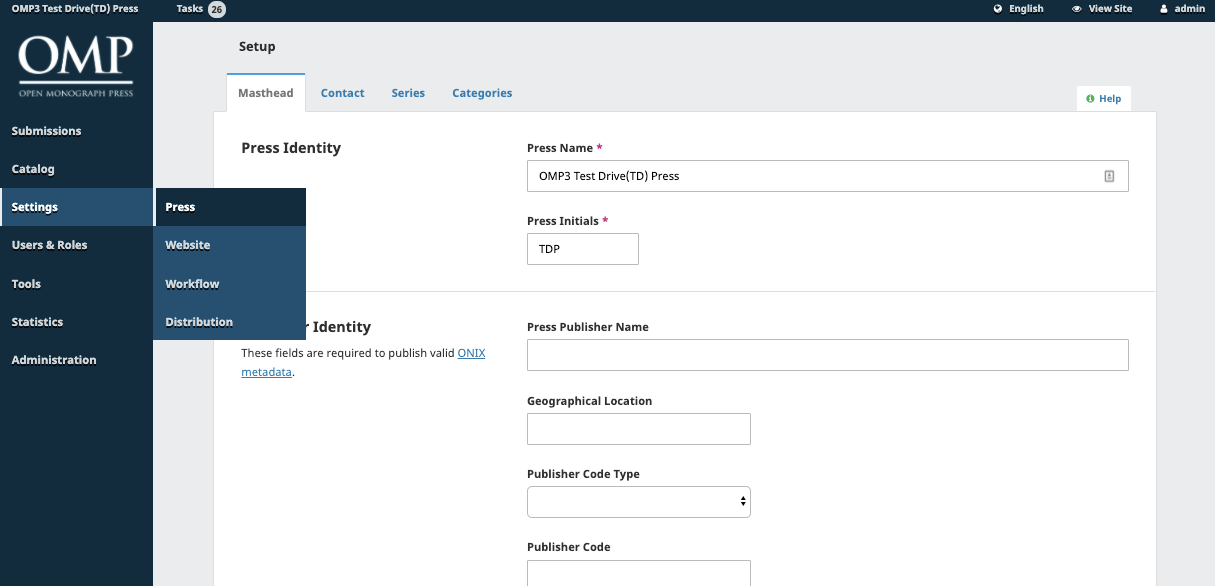 OMP3 Test Drive(TD) Press Tasks 26 English View Site admin
OMP
OPEN MONOGRAPH PRESS
Submissions
Catalog
Settings
Users & Roles
Tools
Statistics
Administration
Press
Website
Workflow
Distribution
Setup
Masthead Contact Series Categories
Help
Press Identity
Press Name *
OMP3 Test Drive(TD) Press
Press Initials *
TDP
r Identity
These fields are required to publish valid ONIX
metadata.
Press Publisher Name
Geographical Location
Publisher Code Type
Publisher Code